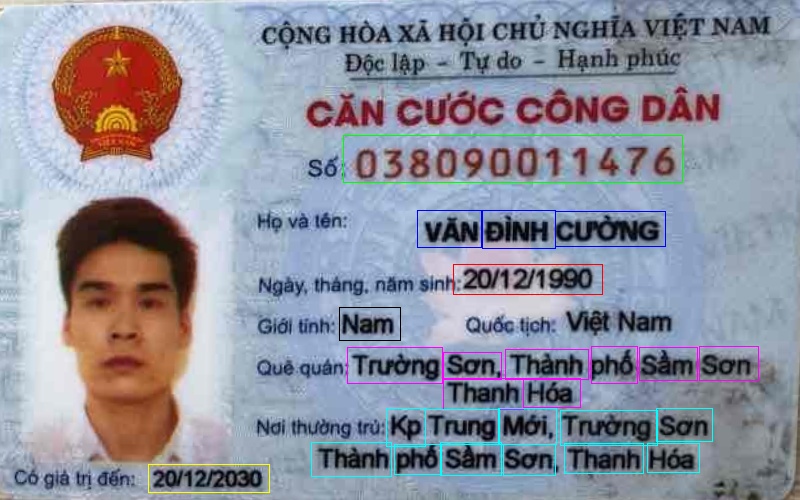 CỘNG HÒA XÃ HỘI CHỦ NGHĨA VIỆT NAM
Độc lập - Tự do - Hạnh phúc
CĂN CƯỚC CÔNG DÂN
Số: 038090011476
Họ và tên: VĂN ĐÌNH CƯỜNG
Ngày, tháng, năm sinh: 20/12/1990
Giới tính: Nam Quốc tịch: Việt Nam
Quê quán: Trường Sơn, Thành phố Sầm Sơn
Thanh Hóa
Nơi thường trú: Kp Trung Mới, Trường Sơn
Thành phố Sầm Sơn, Thanh Hóa
Có giá trị đến: 20/12/2030